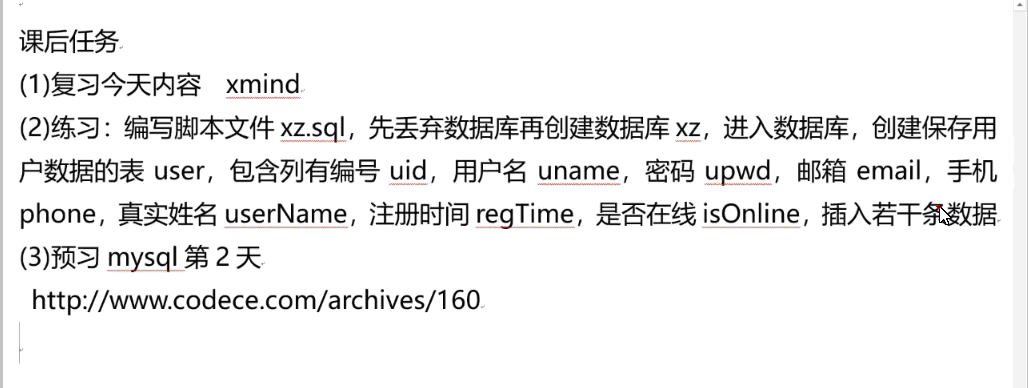 课后任务
(1)复习今天内容 xmind
(2)练习：编写脚本文件 xz.sql，先丢弃数据库再创建数据库 xz，进入数据库，创建保存用
户数据的表 user，包含列有编号 uid，用户名 uname，密码 upwd，邮箱 email，手机
phone，真实姓名 userName，注册时间 regTime，是否在线 isOnline，插入若干条数据
(3)预习 mysql 第 2 天
http://www.codece.com/archives/160